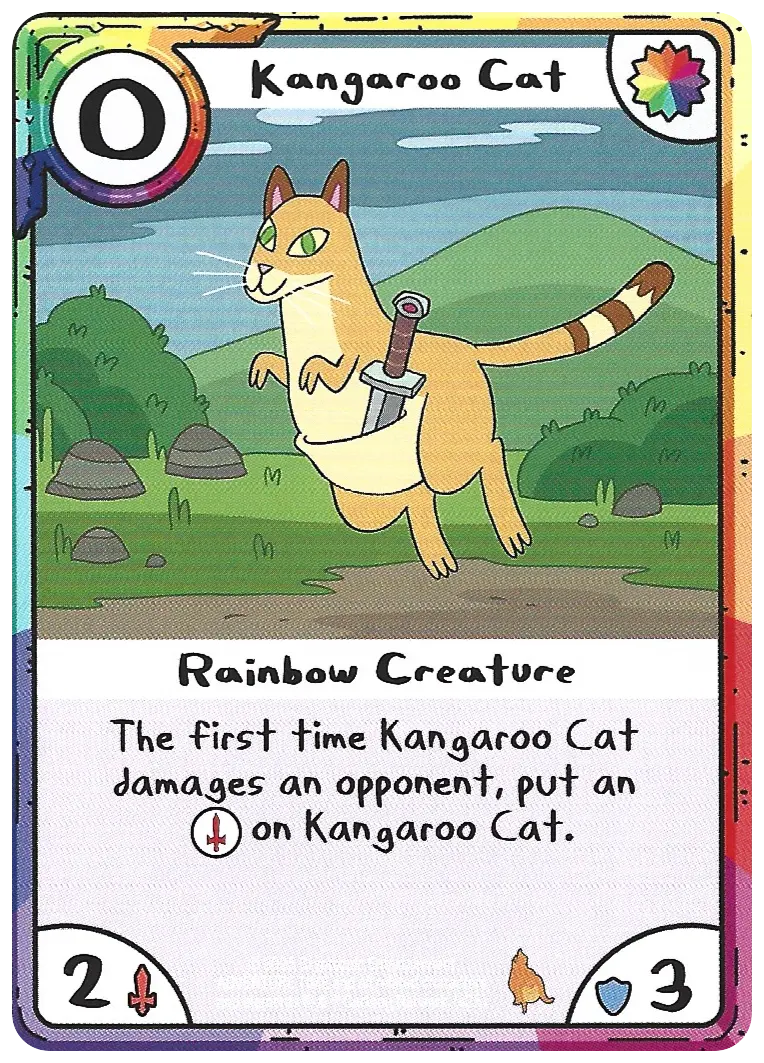 0
Kangaroo Cat
Rainbow Creature
The first time Kangaroo Cat
damages an opponent, put an
on Kangaroo Cat.
2
3